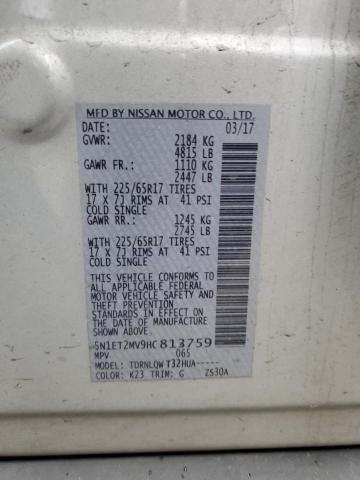 MFD BY NISSAN MOTOR CO., LTD.
DATE: 03/17
GVWR: 2184 KG
4815 LB
GAWR FR.: 1110 KG
2447 LB
WITH 225/65R17 TIRES
17 X 7J RIMS AT 41 PSI
COLD SINGLE
GAWR RR.: 1245 KG
2745 LB
WITH 225/65R17 TIRES
17 X 7J RIMS AT 41 PSI
COLD SINGLE
THIS VEHICLE CONFORMS TO
ALL APPLICABLE FEDERAL
MOTOR VEHICLE SAFETY AND
THEFT PREVENTION
STANDARDS IN EFFECT ON
THE DATE OF MANUFACTURE
SHOWN ABOVE.
5N1ET2MV9HC813759
MPV 065
MODEL: TDRNLQW T32HUA-----
COLOR: K23 TRIM: G ZS30A